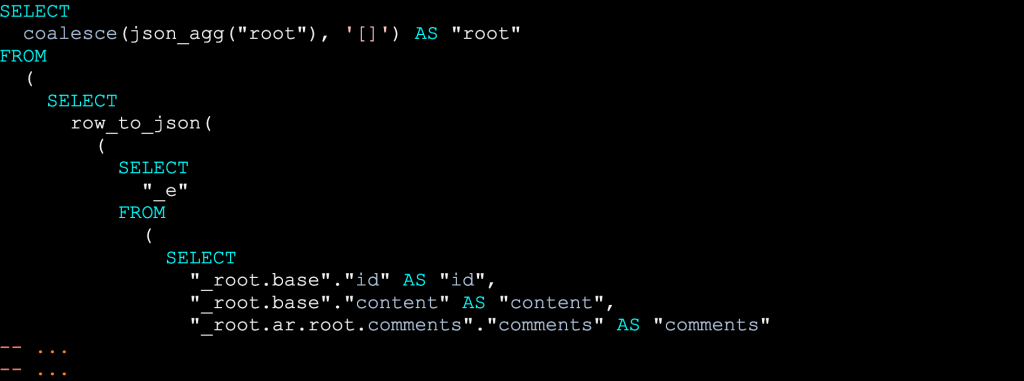 SELECT
  coalesce(json_agg("root"), '[]') AS "root"
FROM
  (
    SELECT
      row_to_json(
        (
          SELECT
            "_e"
          FROM
            (
              SELECT
                "_root.base"."id" AS "id",
                "_root.base"."content" AS "content",
                "_root.ar.root.comments"."comments" AS "comments"
-- ...
-- ...